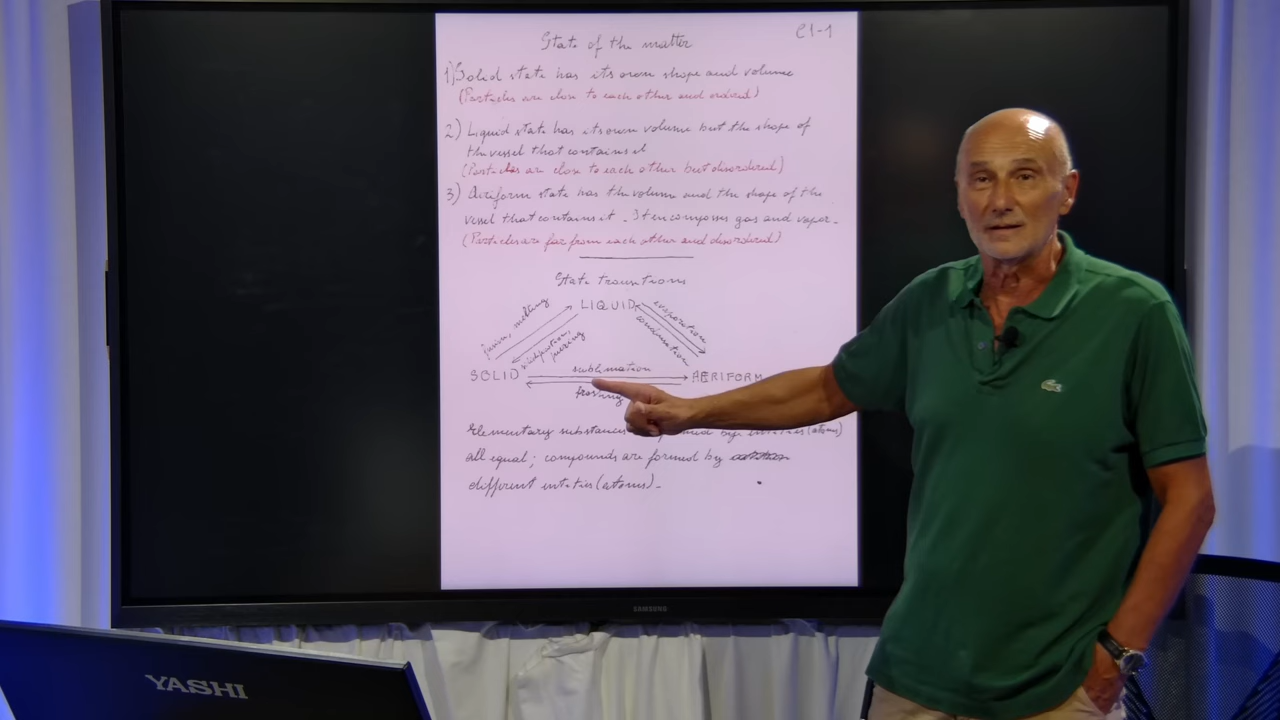 C1-1
State of the matter
1) Solid state has its own shape and volume
(Particles are close to each other and ordered)
2) Liquid state has its own volume but the shape of
the vessel that contains it
(Particles are close to each other but disordered)
3) Aeriform state has the volume and the shape of the
vessel that contains it - It encompasses gas and vapor -
(Particles are far from each other and disordered)
State transitions
LIQUID
fusion, melting
freezing
evaporation
condensation
SOLID
sublimation
AERIFORM
frosting
Elementary substances by entities (atoms)
all equal; compounds are formed by
different entities (atoms) -
SAMSUNG
YASHI